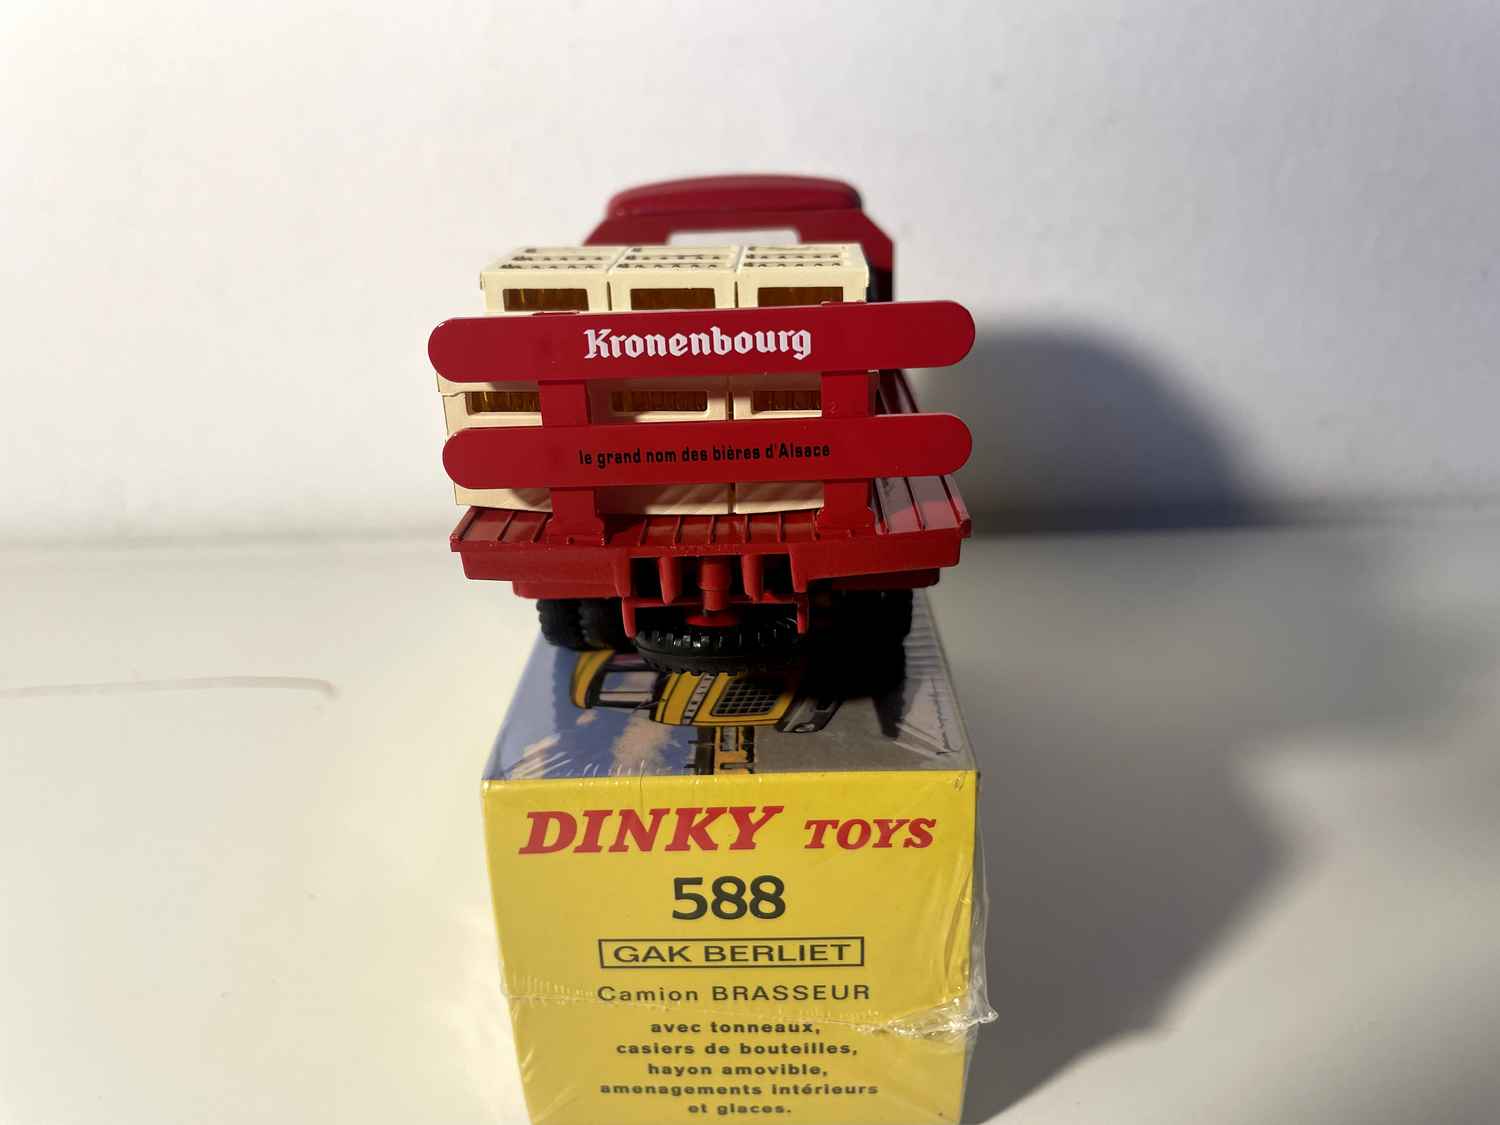 Kronenbourg
le grand nom des bières d'Alsace
DINKY TOYS
588
GAK BERLIET
Camion BRASSEUR
avec tonneaux,
casiers de bouteilles,
hayon amovible,
amenagements intérieurs
et glaces.